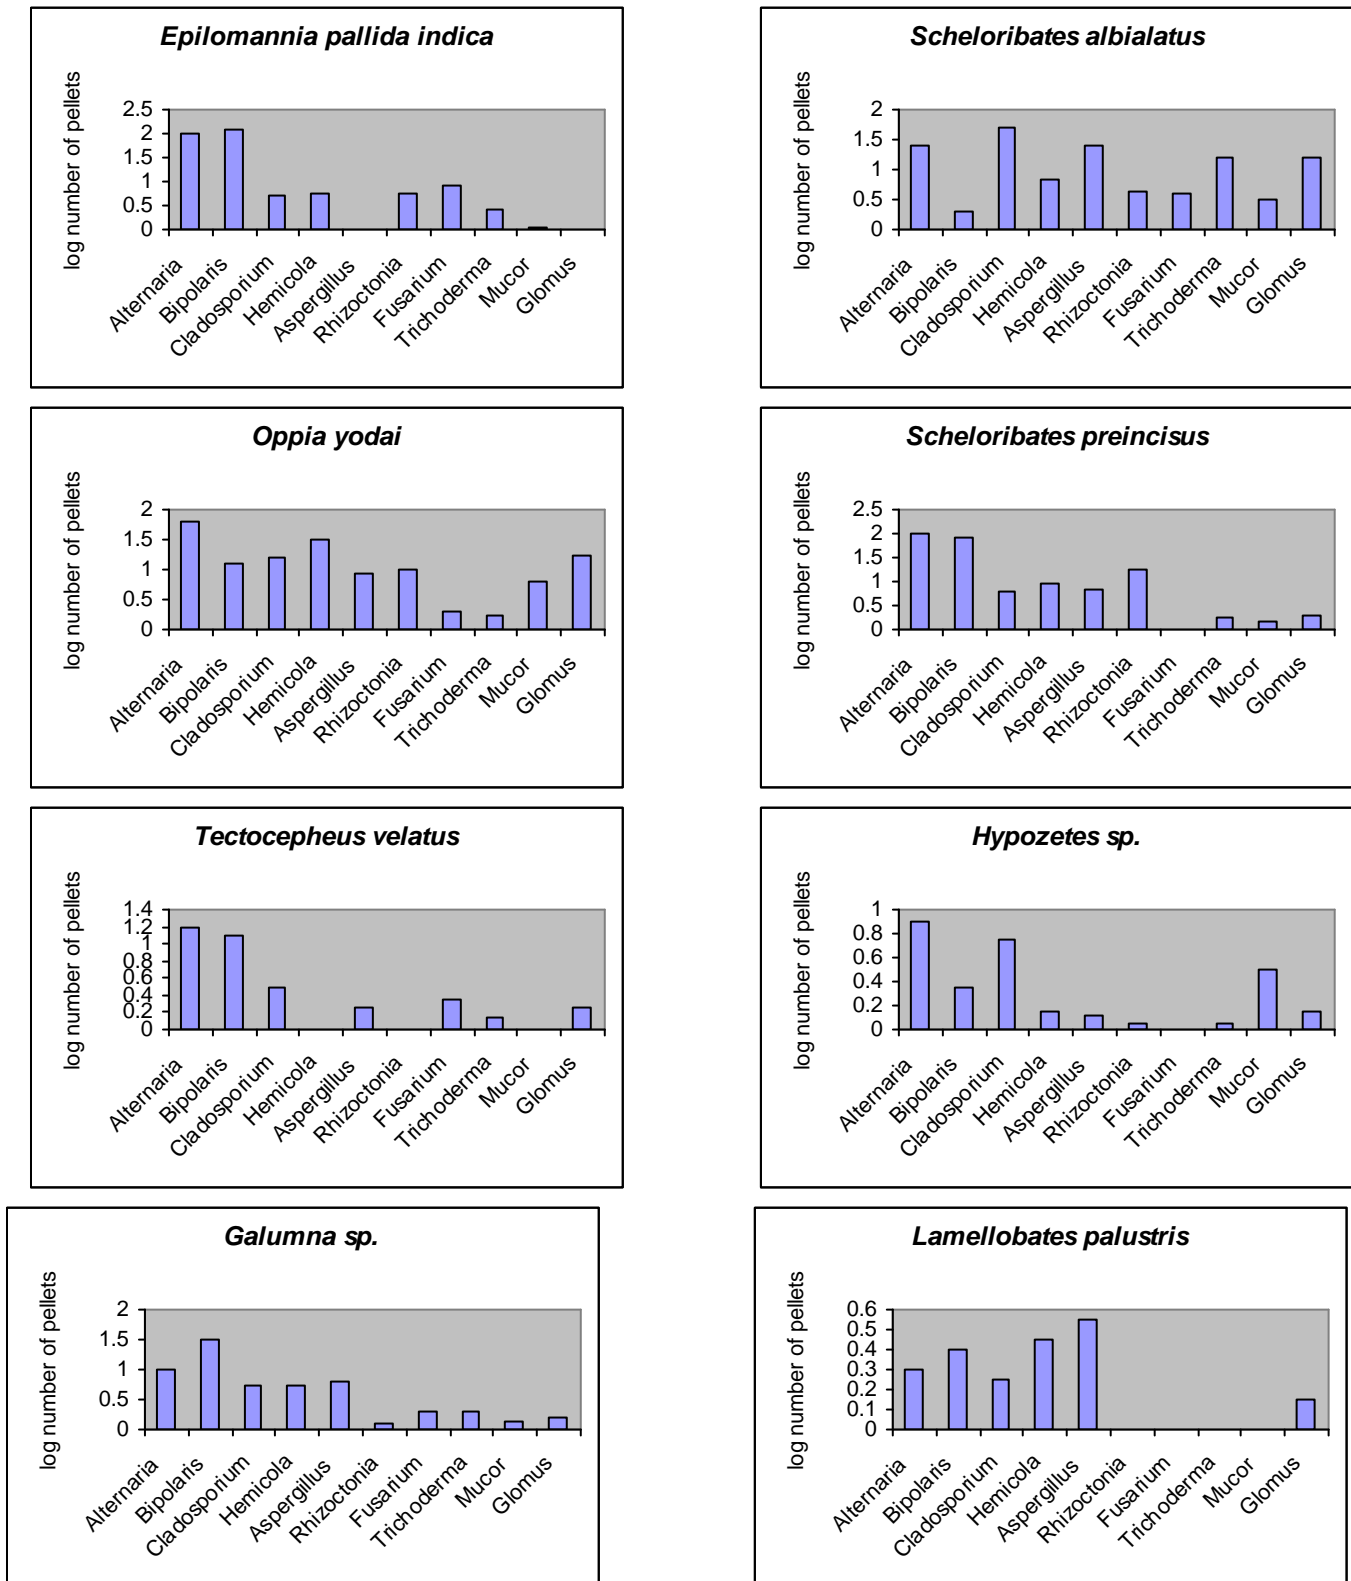 Epilomannia pallida indica
log number of pellets
2.5
2
1.5
1
0.5
0
Alternaria
Bipolaris
Cladosporium
Hemicola
Aspergillus
Rhizoctonia
Fusarium
Trichoderma
Mucor
Glomus
Scheloribates albialatus
log number of pellets
2
1.5
1
0.5
0
Alternaria
Bipolaris
Cladosporium
Hemicola
Aspergillus
Rhizoctonia
Fusarium
Trichoderma
Mucor
Glomus
Oppia yodai
log number of pellets
2
1.5
1
0.5
0
Alternaria
Bipolaris
Cladosporium
Hemicola
Aspergillus
Rhizoctonia
Fusarium
Trichoderma
Mucor
Glomus
Scheloribates preincisus
log number of pellets
2.5
2
1.5
1
0.5
0
Alternaria
Bipolaris
Cladosporium
Hemicola
Aspergillus
Rhizoctonia
Fusarium
Trichoderma
Mucor
Glomus
Tectocepheus velatus
log number of pellets
1.4
1.2
1
0.8
0.6
0.4
0.2
0
Alternaria
Bipolaris
Cladosporium
Hemicola
Aspergillus
Rhizoctonia
Fusarium
Trichoderma
Mucor
Glomus
Hypozetes sp.
log number of pellets
1
0.8
0.6
0.4
0.2
0
Alternaria
Bipolaris
Cladosporium
Hemicola
Aspergillus
Rhizoctonia
Fusarium
Trichoderma
Mucor
Glomus
Galumna sp.
log number of pellets
2
1.5
1
0.5
0
Alternaria
Bipolaris
Cladosporium
Hemicola
Aspergillus
Rhizoctonia
Fusarium
Trichoderma
Mucor
Glomus
Lamellobates palustris
log number of pellets
0.6
0.5
0.4
0.3
0.2
0.1
0
Alternaria
Bipolaris
Cladosporium
Hemicola
Aspergillus
Rhizoctonia
Fusarium
Trichoderma
Mucor
Glomus